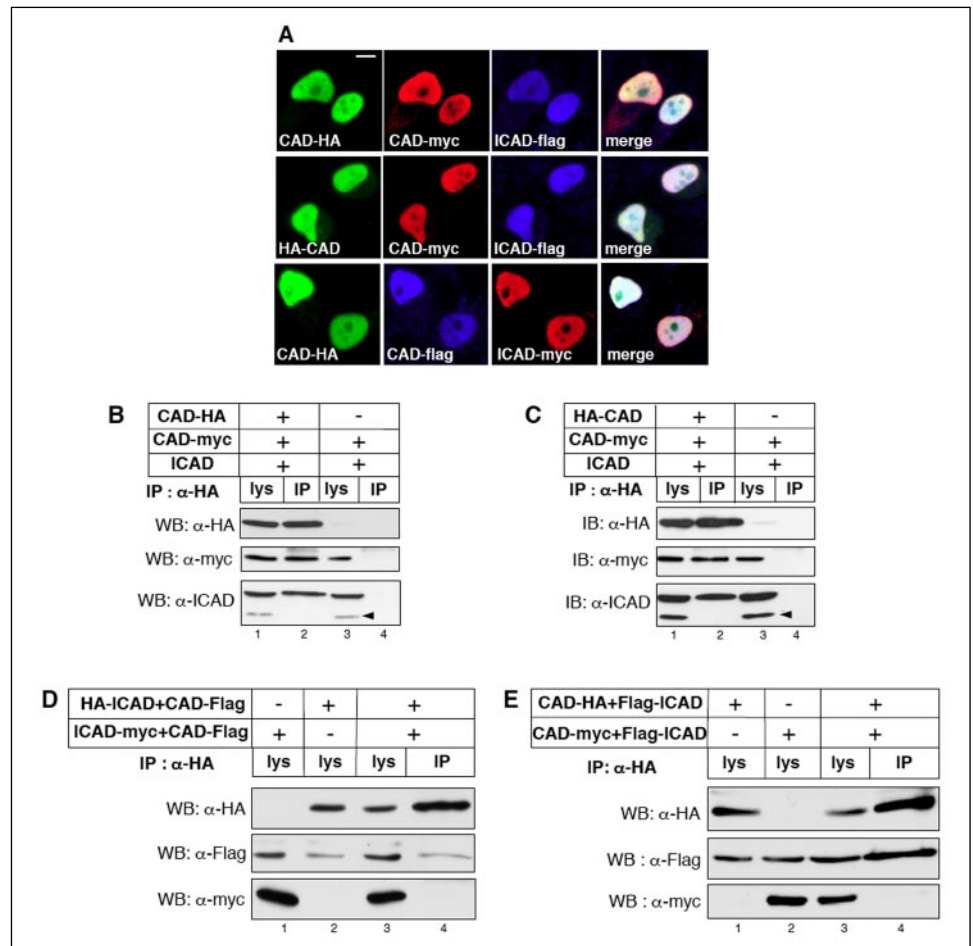 A
CAD-HA CAD-myc ICAD-flag merge
HA-CAD CAD-myc ICAD-flag merge
CAD-HA CAD-flag ICAD-myc merge
B
CAD-HA + -
CAD-myc + +
ICAD + +
IP : α-HA lys IP lys IP
WB: α-HA
WB: α-myc
WB: α-ICAD
1 2 3 4
C
HA-CAD + -
CAD-myc + +
ICAD + +
IP : α-HA lys IP lys IP
IB: α-HA
IB: α-myc
IB: α-ICAD
1 2 3 4
D
HA-ICAD+CAD-Flag - + +
ICAD-myc+CAD-Flag + - +
IP : α-HA lys lys lys IP
WB: α-HA
WB: α-Flag
WB: α-myc
1 2 3 4
E
CAD-HA+Flag-ICAD + - +
CAD-myc+Flag-ICAD - + +
IP: α-HA lys lys lys IP
WB: α-HA
WB : α-Flag
WB : α-myc
1 2 3 4